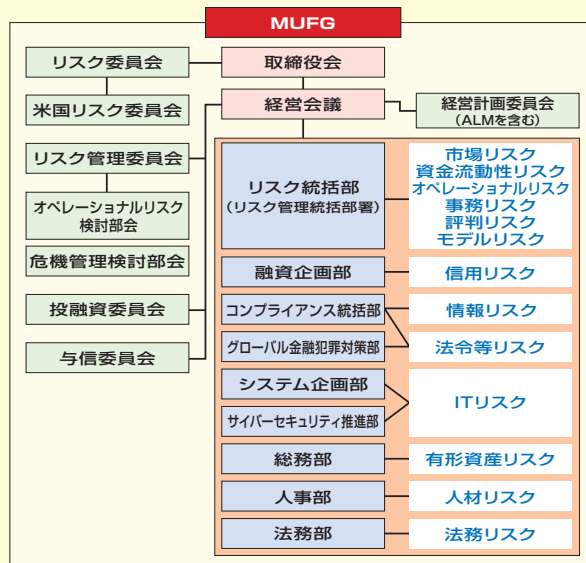 MUFG
リスク委員会
取締役会
米国リスク委員会
経営会議
経営計画委員会
(ALMを含む)
リスク管理委員会
オペレーショナルリスク
検討部会
危機管理検討部会
投融資委員会
与信委員会
リスク統括部
(リスク管理統括部署)
市場リスク
資金流動性リスク
オペレーショナルリスク
事務リスク
評判リスク
モデルリスク
融資企画部
信用リスク
コンプライアンス統括部
情報リスク
グローバル金融犯罪対策部
法令等リスク
システム企画部
サイバーセキュリティ推進部
ITリスク
総務部
有形資産リスク
人事部
人材リスク
法務部
法務リスク